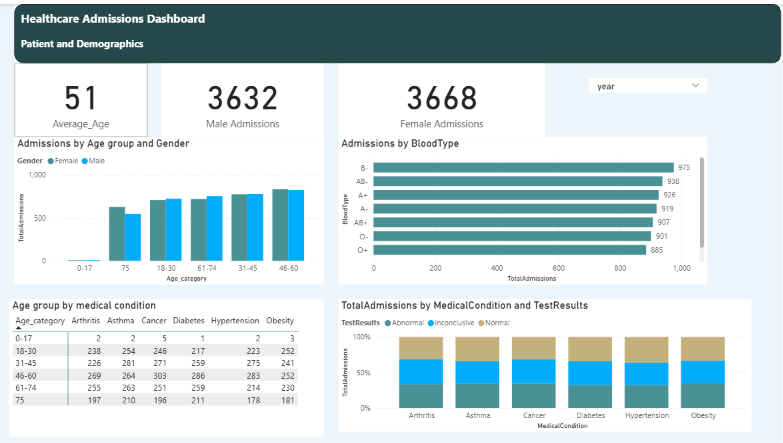 Healthcare Admissions Dashboard
Patient and Demographics
51
Average_Age
3632
Male Admissions
3668
Female Admissions
year
Admissions by Age group and Gender
Gender Female Male
TotalAdmissions
1,000
500
0
0-17 75 18-30 61-74 31-45 46-60
Age_category
Admissions by BloodType
BloodType
B- 975
AB- 938
A+ 926
A- 919
AB+ 907
O- 901
O+ 885
0 200 400 600 800 1,000
TotalAdmissions
Age group by medical condition
Age_category Arthritis Asthma Cancer Diabetes Hypertension Obesity
0-17 2 2 5 1 2 3
18-30 238 254 246 217 223 252
31-45 226 281 271 259 275 241
46-60 269 264 303 286 283 252
61-74 255 263 251 259 214 230
75 197 210 196 211 178 181
TotalAdmissions by MedicalCondition and TestResults
TestResults Abnormal Inconclusive Normal
TotalAdmissions
100%
50%
0%
Arthritis Asthma Cancer Diabetes Hypertension Obesity
MedicalCondition